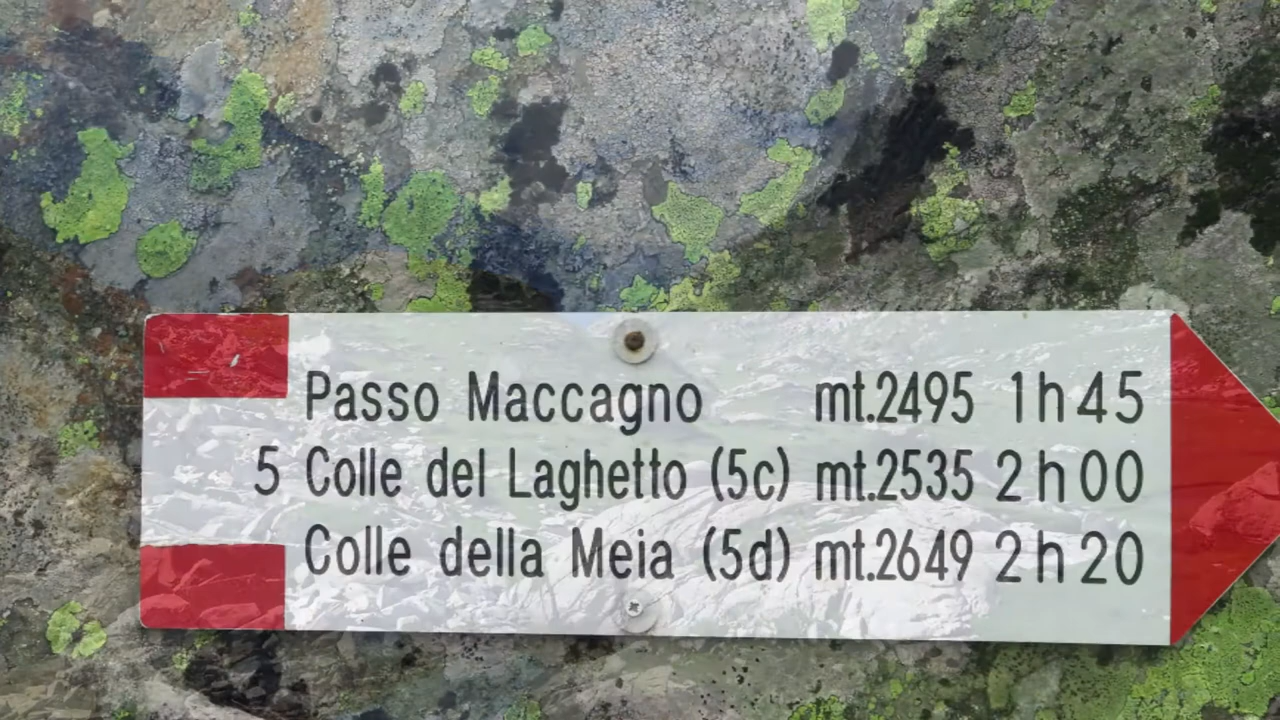 Passo Maccagno mt.2495 1h45
5 Colle del Laghetto (5c) mt.2535 2h00
Colle della Meia (5d) mt.2649 2h20